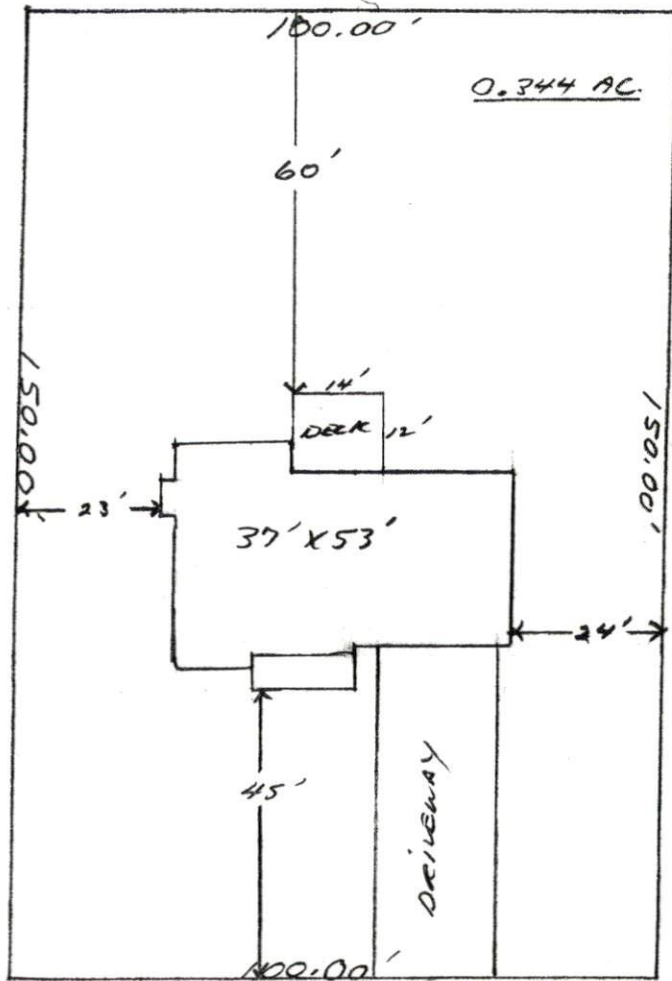 100.00'
0.344 AC.
60'
14'
DECK
12'
150.00'
150.00'
23'
37' X 53'
24'
45'
DRIVEWAY
100.00'